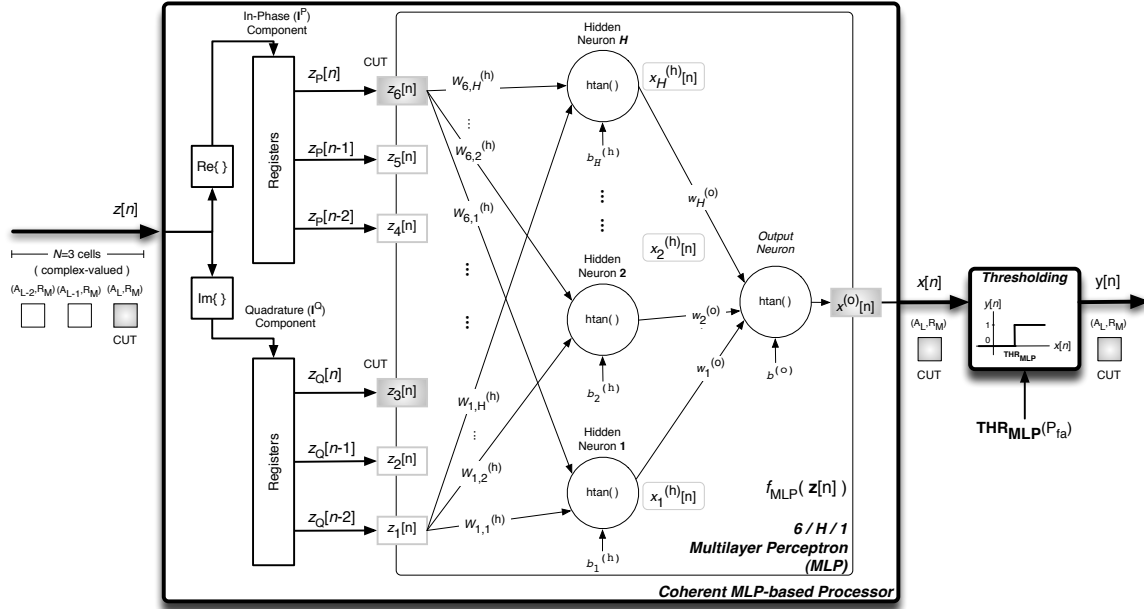 In-Phase (I^P)
Component
Re{ }
Registers
z_P[n]
z_P[n-1]
z_P[n-2]
CUT
z_6[n]
z_5[n]
z_4[n]
z[n]
N=3 cells
( complex-valued )
(A_L-2,R_M) (A_L-1,R_M) (A_L,R_M)
CUT
Im{ }
Quadrature (I^Q)
Component
Registers
z_Q[n]
z_Q[n-1]
z_Q[n-2]
CUT
z_3[n]
z_2[n]
z_1[n]
W_6,H^(h)
...
W_6,2^(h)
W_6,1^(h)
W_1,H^(h)
...
W_1,2^(h)
W_1,1^(h)
Hidden
Neuron H
htan( )
x_H^(h)[n]
b_H^(h)
x_2^(h)[n]
Hidden
Neuron 2
htan( )
b_2^(h)
Hidden
Neuron 1
htan( )
x_1^(h)[n]
b_1^(h)
w_H^(o)
w_2^(o)
w_1^(o)
Output
Neuron
htan( )
b^(o)
x^(o)[n]
f_MLP( z[n] )
6 / H / 1
Multilayer Perceptron
(MLP)
Coherent MLP-based Processor
x[n]
(A_L,R_M)
CUT
Thresholding
y[n]
1
0
x[n]
THR_MLP
THR_MLP(P_fa)
y[n]
(A_L,R_M)
CUT